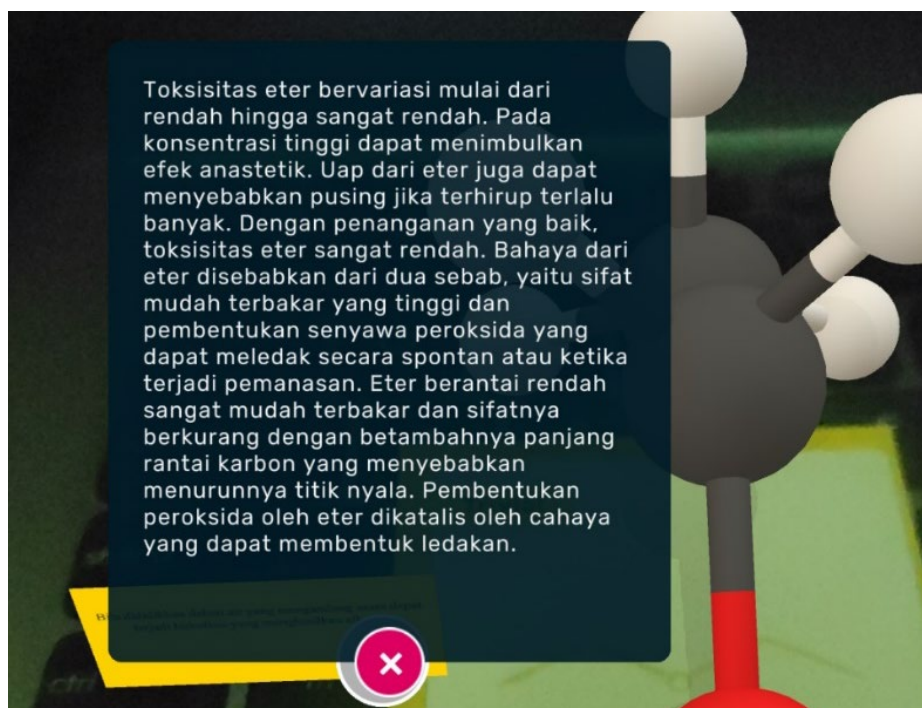 Toksisitas eter bervariasi mulai dari
rendah hingga sangat rendah. Pada
konsentrasi tinggi dapat menimbulkan
efek anastetik. Uap dari eter juga dapat
menyebabkan pusing jika terhirup terlalu
banyak. Dengan penanganan yang baik,
toksisitas eter sangat rendah. Bahaya dari
eter disebabkan dari dua sebab, yaitu sifat
mudah terbakar yang tinggi dan
pembentukan senyawa peroksida yang
dapat meledak secara spontan atau ketika
terjadi pemanasan. Eter berantai rendah
sangat mudah terbakar dan sifatnya
berkurang dengan betambahnya panjang
rantai karbon yang menyebabkan
menurunnya titik nyala. Pembentukan
peroksida oleh eter dikatalis oleh cahaya
yang dapat membentuk ledakan.
ctrl